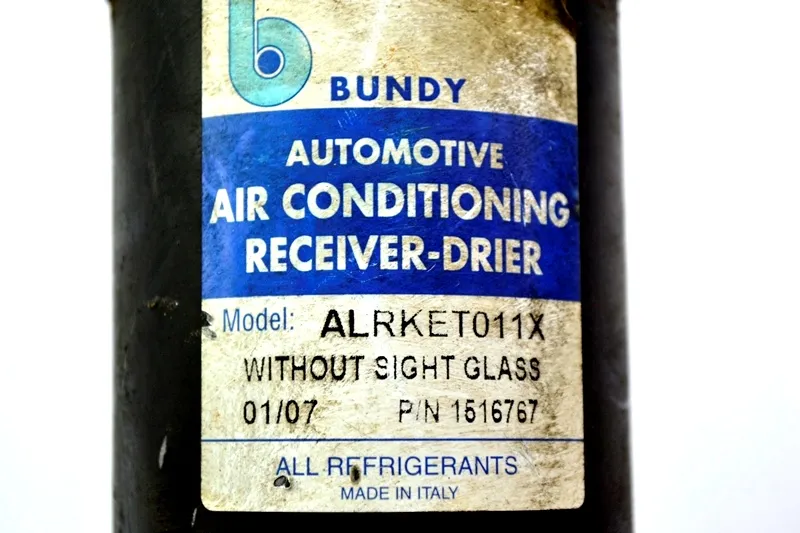 b
BUNDY
AUTOMOTIVE
AIR CONDITIONING
RECEIVER-DRIER
Model: ALRKET011X
WITHOUT SIGHT GLASS
01/07 P/N 1516767
ALL REFRIGERANTS
MADE IN ITALY